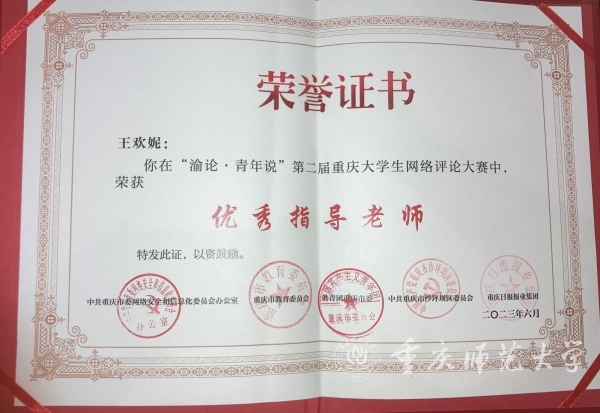 荣誉证书
王欢妮：
你在“渝论·青年说”第二届重庆大学生网络评论大赛中，
荣获
优秀指导老师
特发此证，以资鼓励。
中共重庆市委网络安全和信息化委员会办公室 重庆市教育委员会 共青团重庆市委 中共重庆市沙坪坝区委员会 重庆日报报业集团
二〇二三年六月
重庆师范大学